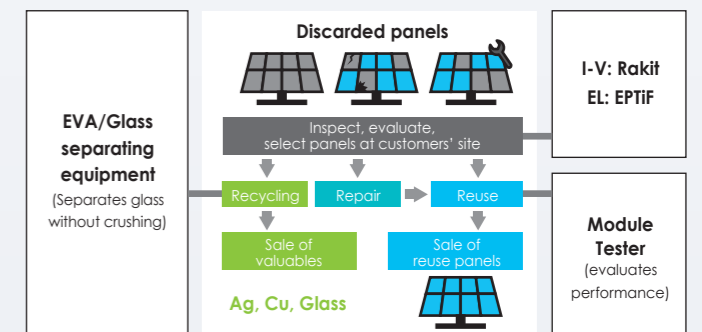 Discarded panels
EVA/Glass
separating
equipment
(Separates glass
without crushing)
Inspect, evaluate,
select panels at customers' site
Recycling
Repair
Reuse
Sale of
valuables
Sale of
reuse panels
Ag, Cu, Glass
I-V: Rakit
EL: EPTiF
Module
Tester
(evaluates
performance)